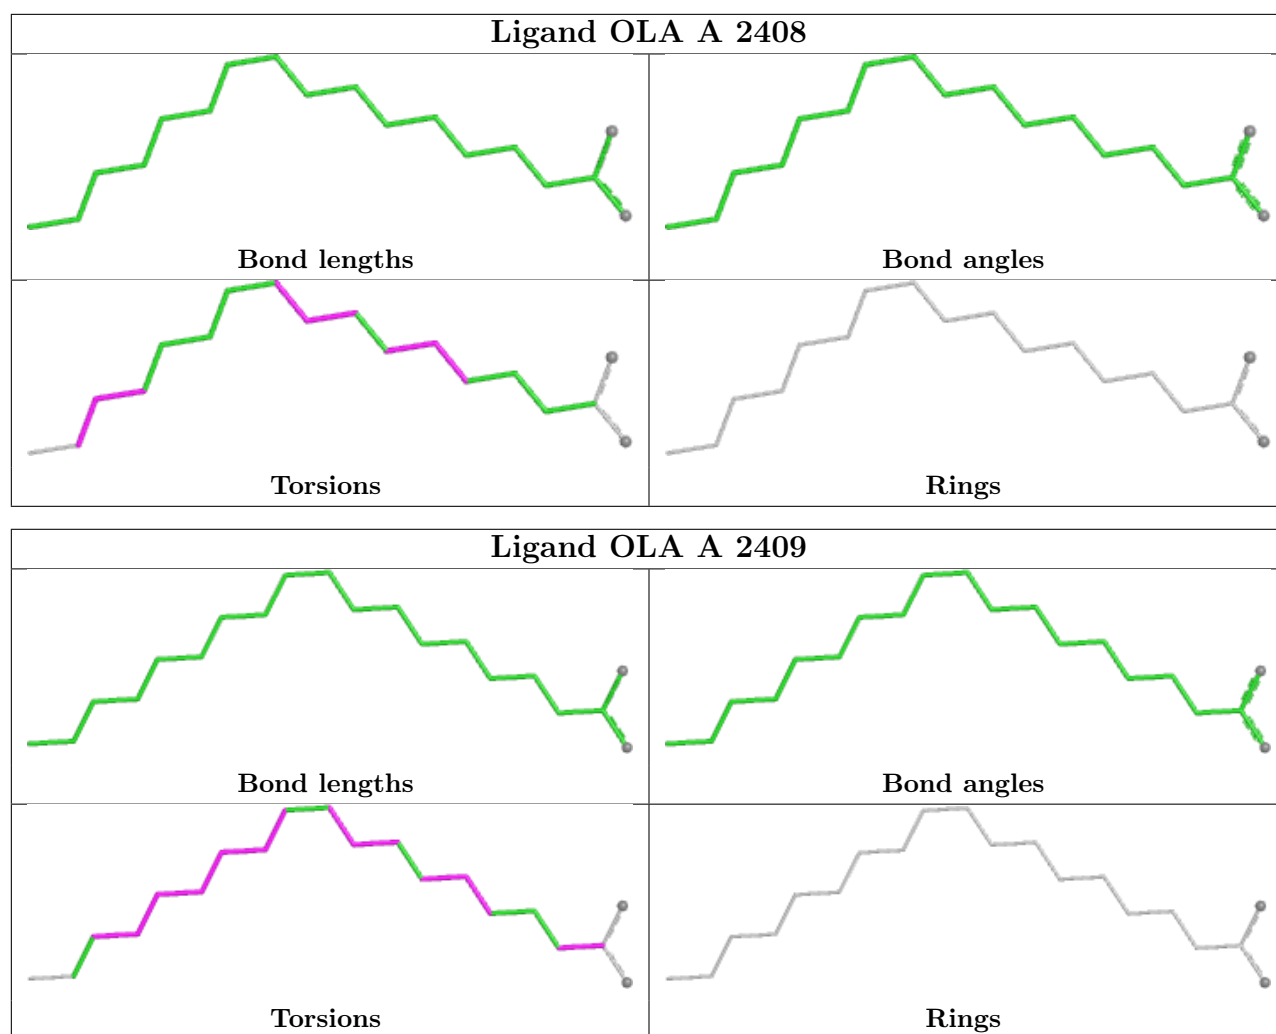 Ligand OLA A 2408
Bond lengths
Bond angles
Torsions
Rings
Ligand OLA A 2409
Bond lengths
Bond angles
Torsions
Rings